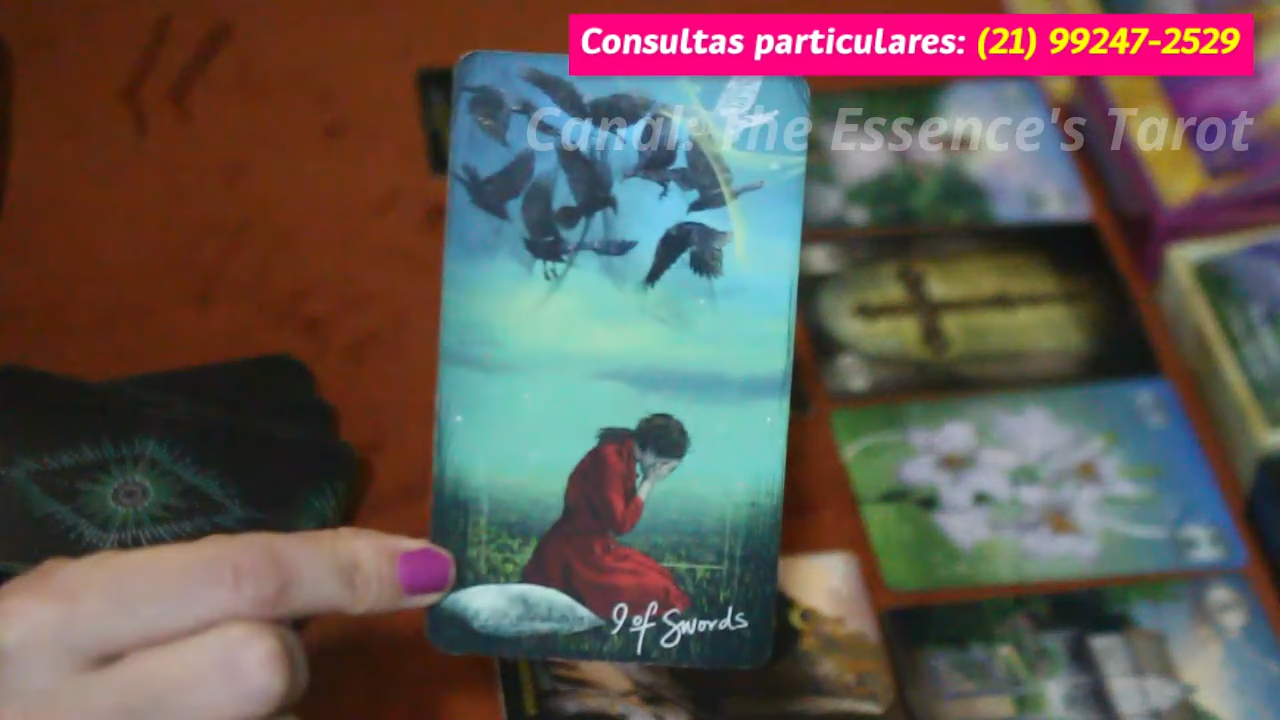 Consultas particulares: (21) 99247-2529
Canal: The Essence's Tarot
9 of Swords